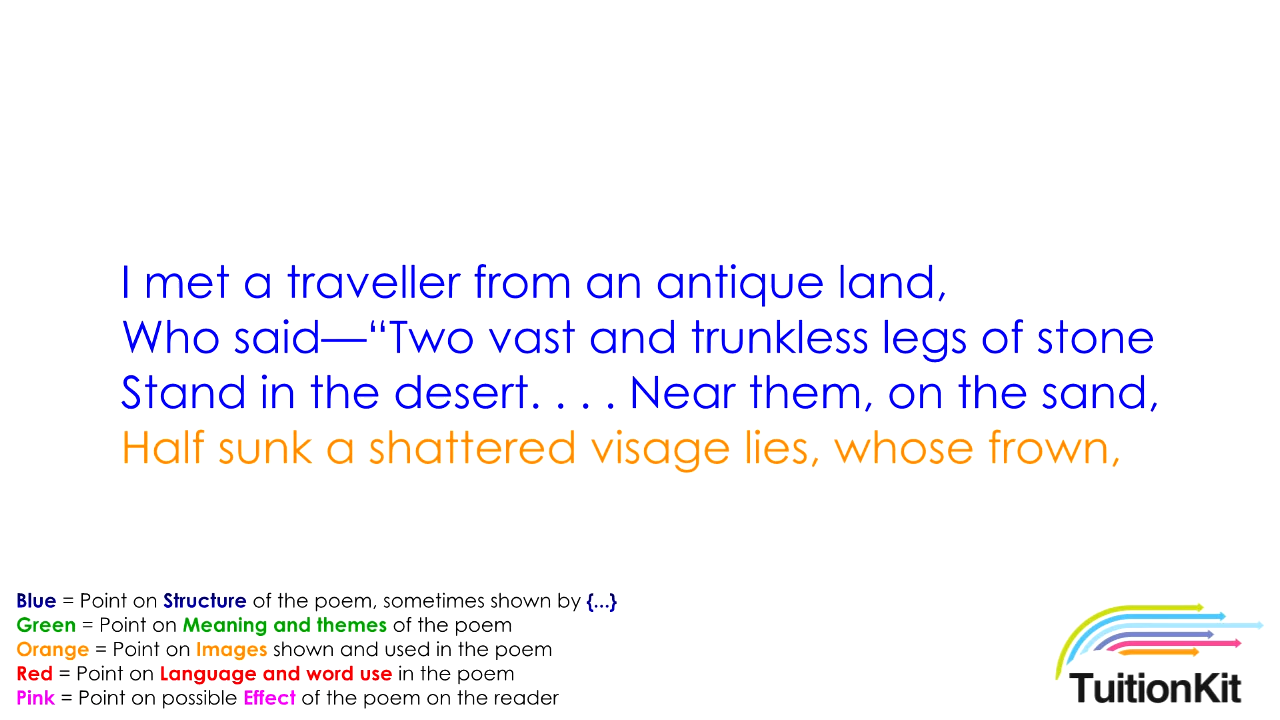 I met a traveller from an antique land,
Who said—“Two vast and trunkless legs of stone
Stand in the desert. . . . Near them, on the sand,
Half sunk a shattered visage lies, whose frown,
Blue = Point on Structure of the poem, sometimes shown by {...}
Green = Point on Meaning and themes of the poem
Orange = Point on Images shown and used in the poem
Red = Point on Language and word use in the poem
Pink = Point on possible Effect of the poem on the reader
TuitionKit